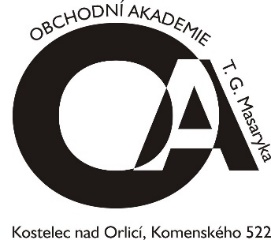 OBCHODNÍ AKADEMIE
T. G. Masaryka
OA
Kostelec nad Orlicí, Komenského 522